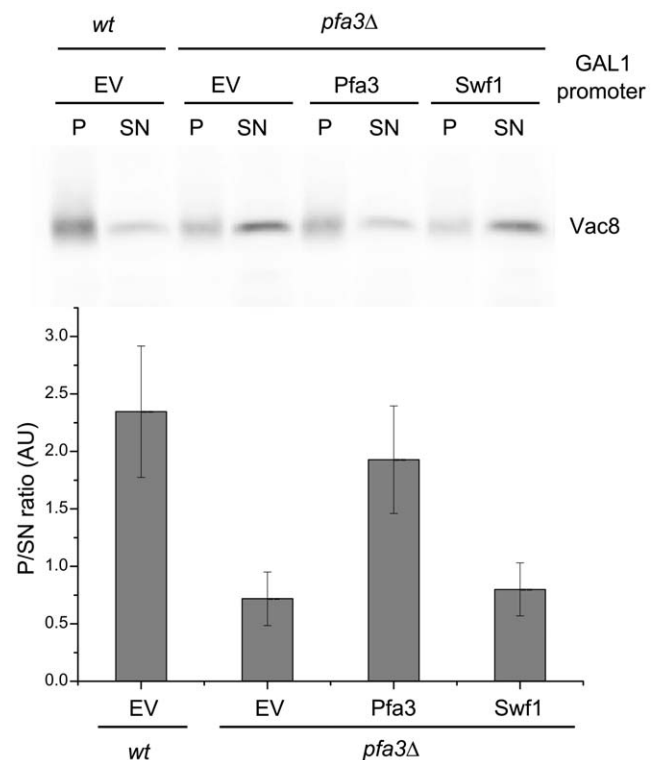 wt pfa3Δ
EV EV Pfa3 Swf1 GAL1 promoter
P SN P SN P SN P SN
Vac8
3.0
2.5
2.0
1.5
1.0
0.5
0.0
P/SN ratio (AU)
EV EV Pfa3 Swf1
wt pfa3Δ